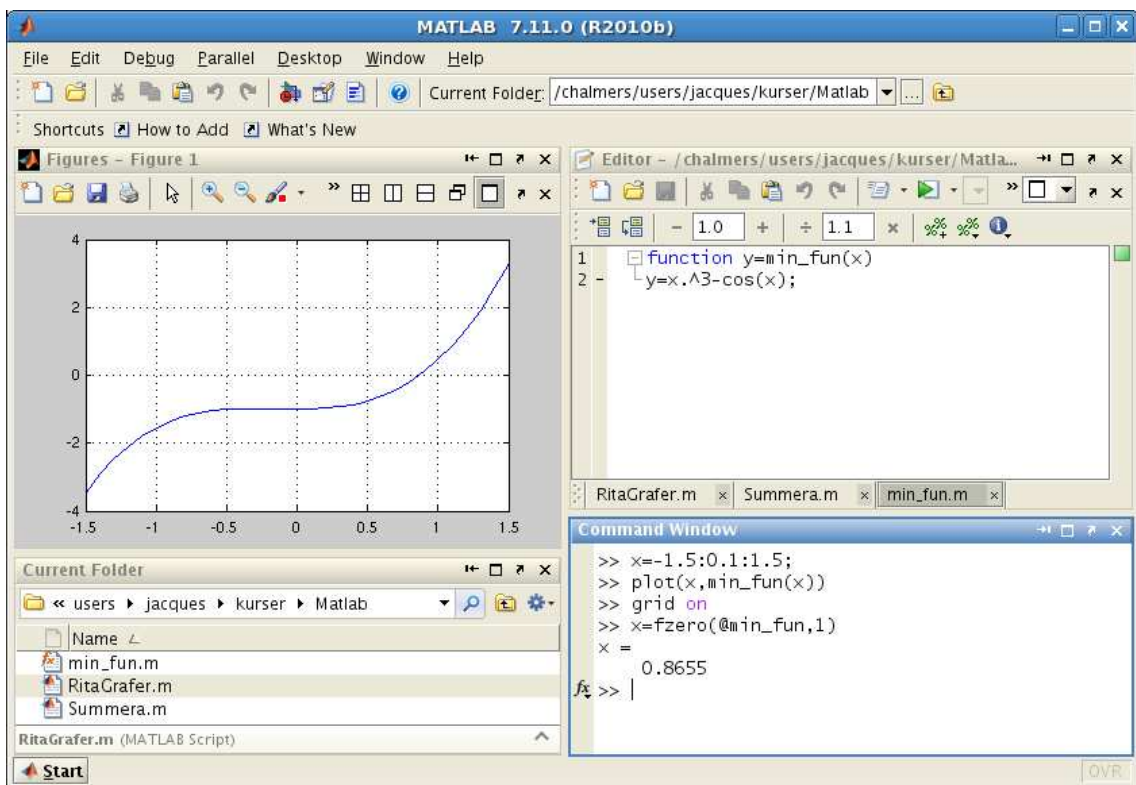 MATLAB 7.11.0 (R2010b)
File Edit Debug Parallel Desktop Window Help
Current Folder: /chalmers/users/jacques/kurser/Matlab ...
Shortcuts How to Add What's New
Figures - Figure 1
4
2
0
-2
-4
-1.5 -1 -0.5 0 0.5 1 1.5
Current Folder
« users jacques kurser Matlab
Name
min_fun.m
RitaGrafer.m
Summera.m
RitaGrafer.m (MATLAB Script)
Editor - /chalmers/users/jacques/kurser/Matla...
- 1.0 + ÷ 1.1 ×
1 function y=min_fun(x)
2 - y=x.^3-cos(x);
RitaGrafer.m × Summera.m × min_fun.m ×
Command Window
>> x=-1.5:0.1:1.5;
>> plot(x,min_fun(x))
>> grid on
>> x=fzero(@min_fun,1)
x =
0.8655
fx >>
Start
OVR